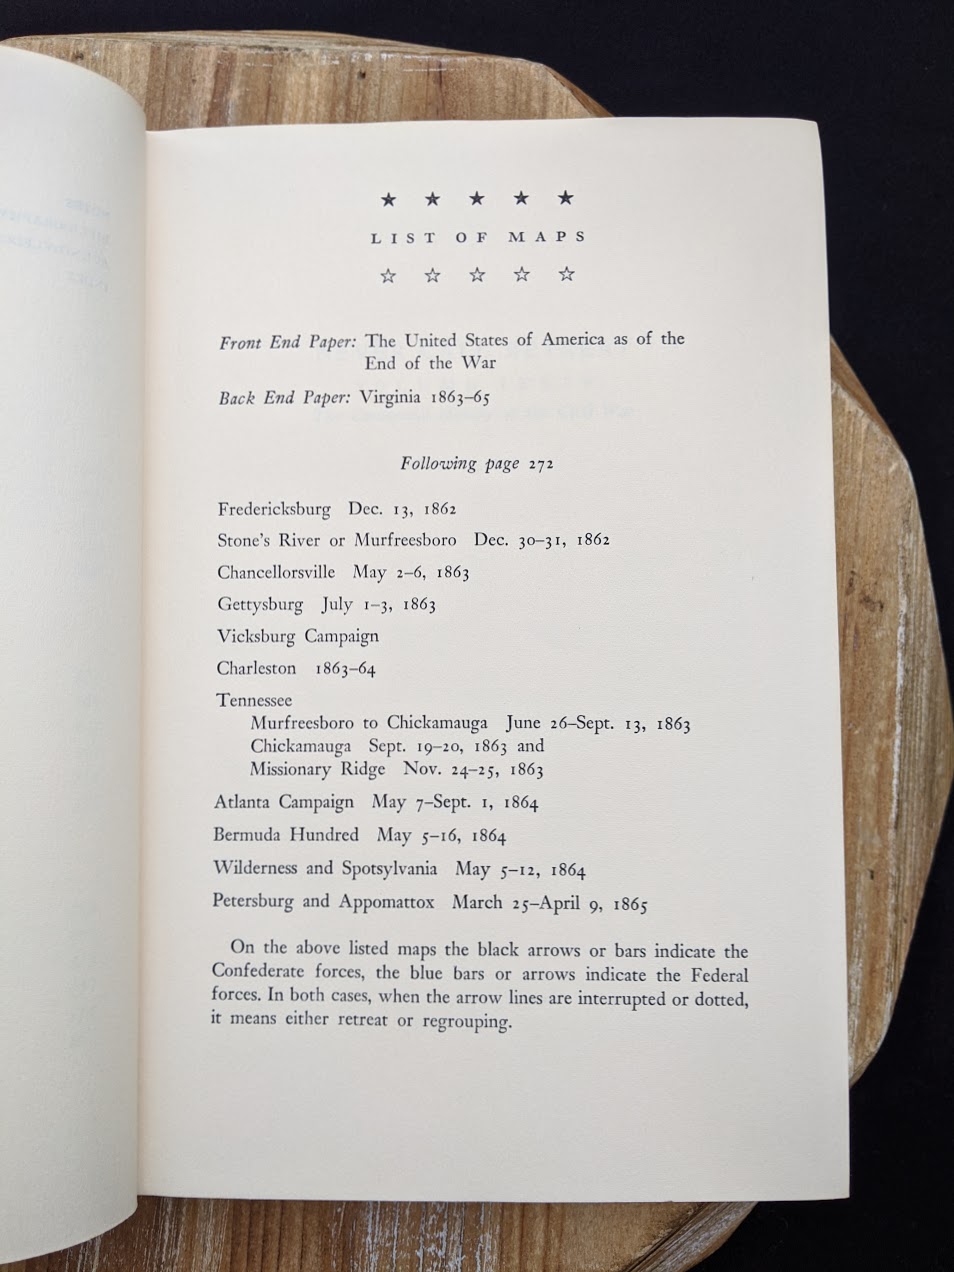 LIST OF MAPS
Front End Paper: The United States of America as of the
End of the War
Back End Paper: Virginia 1863–65
Following page 272
Fredericksburg Dec. 13, 1862
Stone's River or Murfreesboro Dec. 30–31, 1862
Chancellorsville May 2–6, 1863
Gettysburg July 1–3, 1863
Vicksburg Campaign
Charleston 1863–64
Tennessee
Murfreesboro to Chickamauga June 26–Sept. 13, 1863
Chickamauga Sept. 19–20, 1863 and
Missionary Ridge Nov. 24–25, 1863
Atlanta Campaign May 7–Sept. 1, 1864
Bermuda Hundred May 5–16, 1864
Wilderness and Spotsylvania May 5–12, 1864
Petersburg and Appomattox March 25–April 9, 1865
On the above listed maps the black arrows or bars indicate the
Confederate forces, the blue bars or arrows indicate the Federal
forces. In both cases, when the arrow lines are interrupted or dotted,
it means either retreat or regrouping.